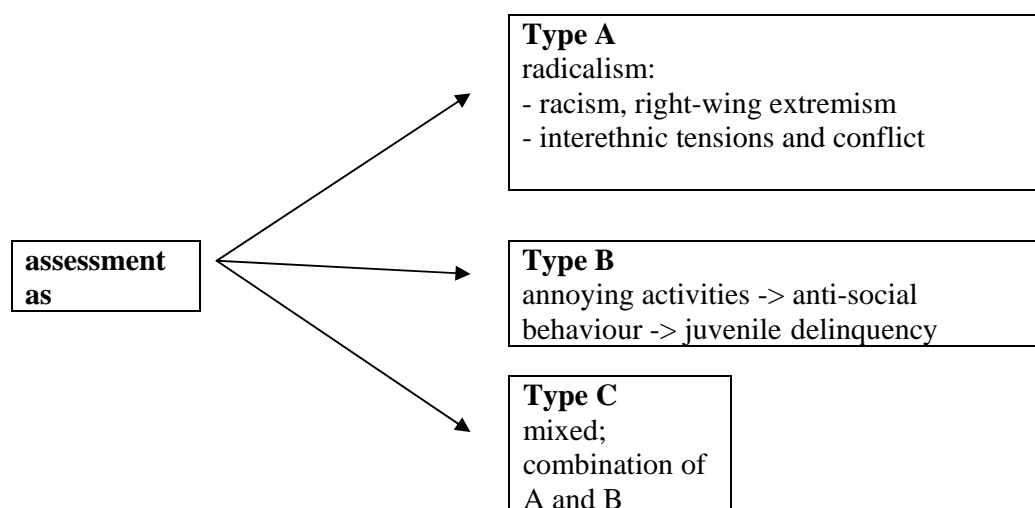 Type A
radicalism:
- racism, right-wing extremism
- interethnic tensions and conflict
assessment
as
Type B
annoying activities -> anti-social
behaviour -> juvenile delinquency
Type C
mixed;
combination of
A and B